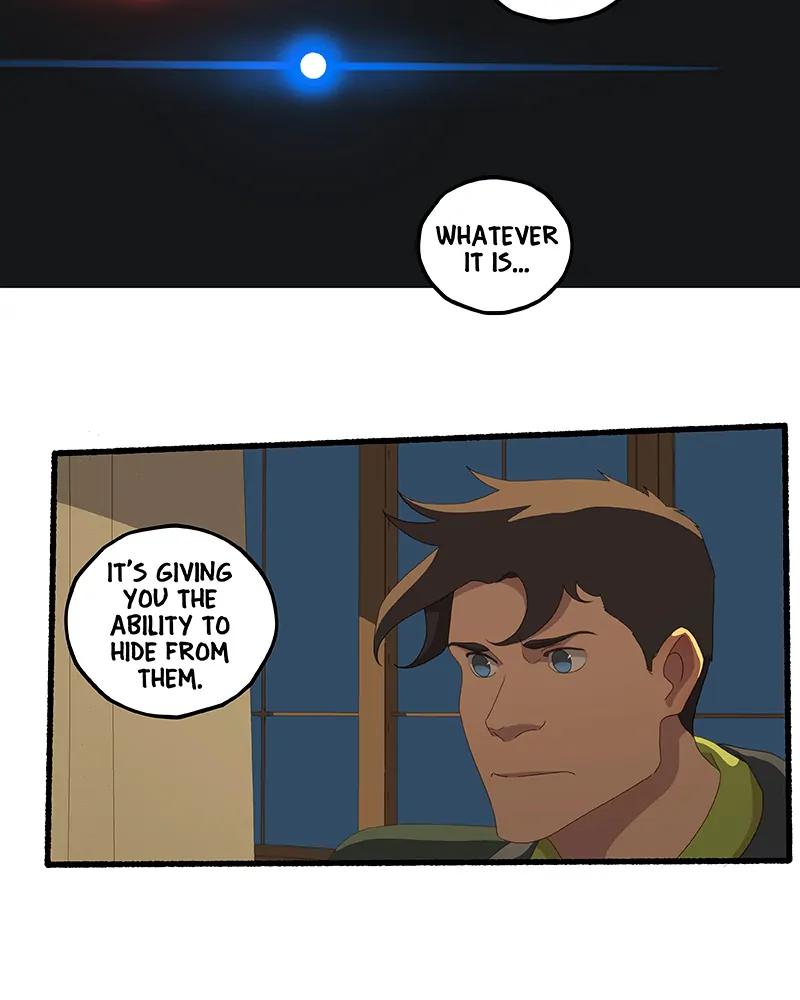 WHATEVER
IT IS...
IT'S GIVING
YOU THE
ABILITY TO
HIDE FROM
THEM.